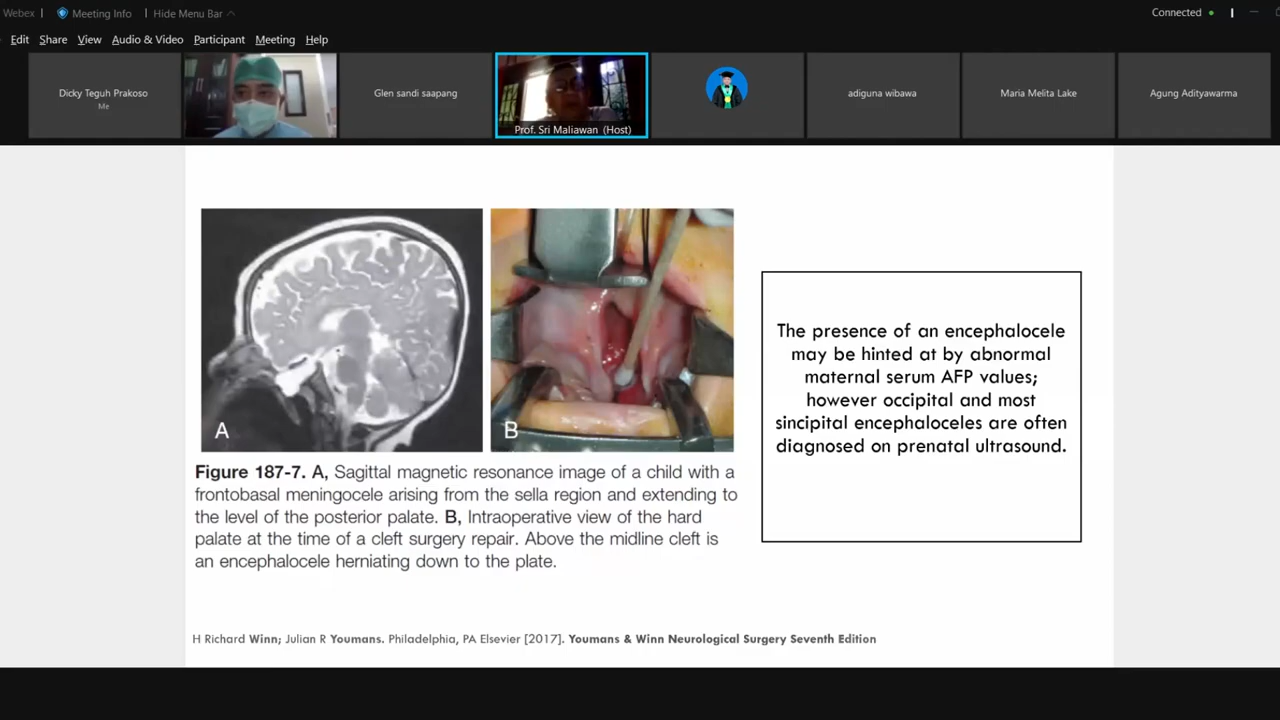 Webex
Meeting Info
Hide Menu Bar
Connected
Edit Share View Audio & Video Participant Meeting Help
Dicky Teguh Prakoso
Me
Glen sandi saapang
Prof. Sri Maliawan (Host)
adiguna wibawa
Maria Melita Lake
Agung Adityawarma
A
B
Figure 187-7. A, Sagittal magnetic resonance image of a child with a
frontobasal meningocele arising from the sella region and extending to
the level of the posterior palate. B, Intraoperative view of the hard
palate at the time of a cleft surgery repair. Above the midline cleft is
an encephalocele herniating down to the plate.
The presence of an encephalocele
may be hinted at by abnormal
maternal serum AFP values;
however occipital and most
sincipital encephaloceles are often
diagnosed on prenatal ultrasound.
H Richard Winn; Julian R Youmans. Philadelphia, PA Elsevier [2017]. Youmans & Winn Neurological Surgery Seventh Edition